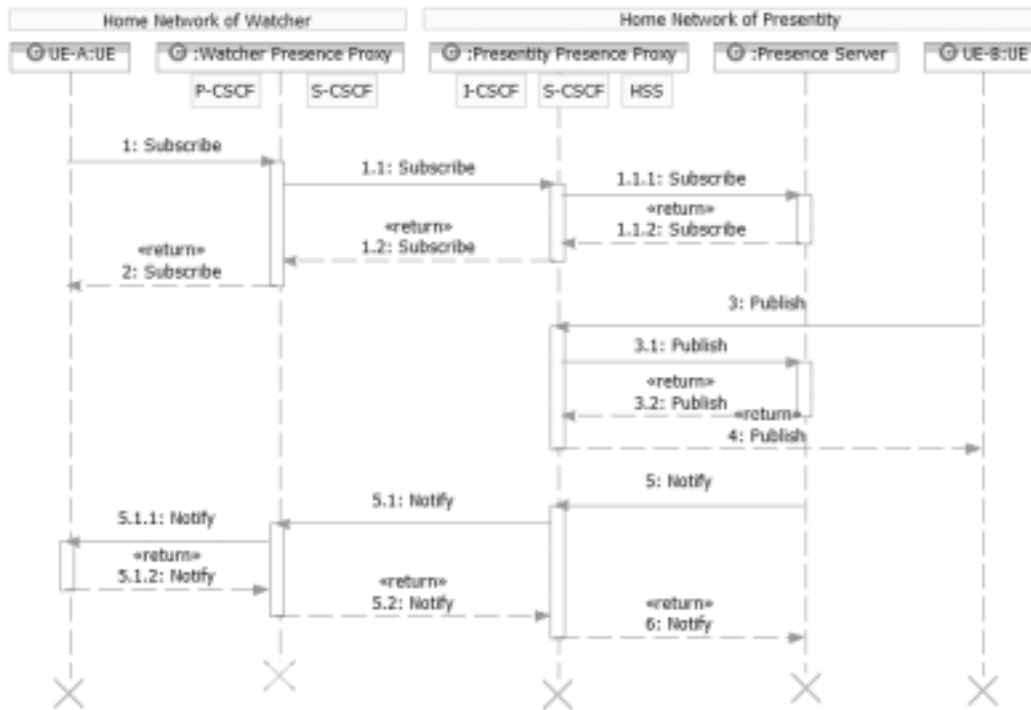 Home Network of Watcher
Home Network of Presentity
UE-A:UE
:Watcher Presence Proxy
:Presentity Presence Proxy
:Presence Server
UE-B:UE
P-CSCF
S-CSCF
I-CSCF
S-CSCF
HSS
1: Subscribe
1.1: Subscribe
1.1.1: Subscribe
«return»
1.1.2: Subscribe
«return»
1.2: Subscribe
«return»
2: Subscribe
3: Publish
3.1: Publish
«return»
3.2: Publish
«return»
4: Publish
5: Notify
5.1: Notify
5.1.1: Notify
«return»
5.1.2: Notify
«return»
5.2: Notify
«return»
6: Notify